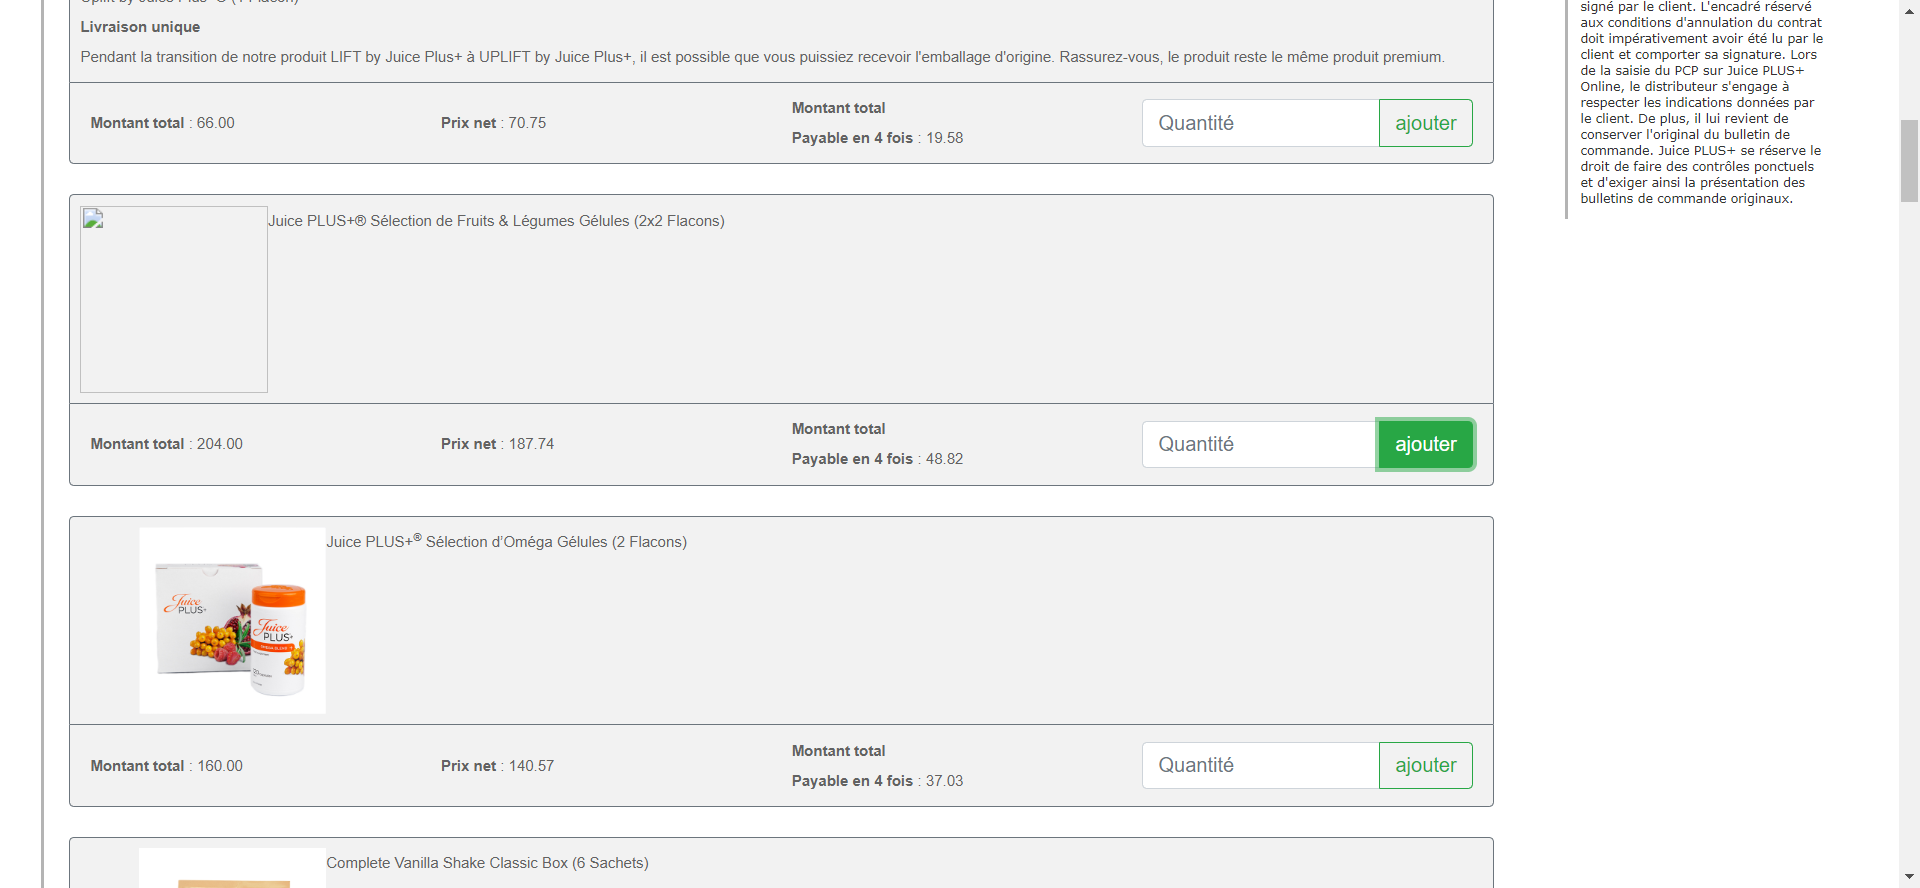 Livraison unique
Pendant la transition de notre produit LIFT by Juice Plus+ à UPLIFT by Juice Plus+, il est possible que vous puissiez recevoir l'emballage d'origine. Rassurez-vous, le produit reste le même produit premium.
Montant total : 66.00
Prix net : 70.75
Montant total
Payable en 4 fois : 19.58
Quantité
ajouter
Juice PLUS+® Sélection de Fruits & Légumes Gélules (2x2 Flacons)
Montant total : 204.00
Prix net : 187.74
Montant total
Payable en 4 fois : 48.82
Quantité
ajouter
Juice PLUS+® Sélection d’Oméga Gélules (2 Flacons)
Juice
PLUS+
Juice
PLUS+
Montant total : 160.00
Prix net : 140.57
Montant total
Payable en 4 fois : 37.03
Quantité
ajouter
Complete Vanilla Shake Classic Box (6 Sachets)
signé par le client. L'encadré réservé
aux conditions d'annulation du contrat
doit impérativement avoir été lu par le
client et comporter sa signature. Lors
de la saisie du PCP sur Juice PLUS+
Online, le distributeur s'engage à
respecter les indications données par
le client. De plus, il lui revient de
conserver l'original du bulletin de
commande. Juice PLUS+ se réserve le
droit de faire des contrôles ponctuels
et d'exiger ainsi la présentation des
bulletins de commande originaux.